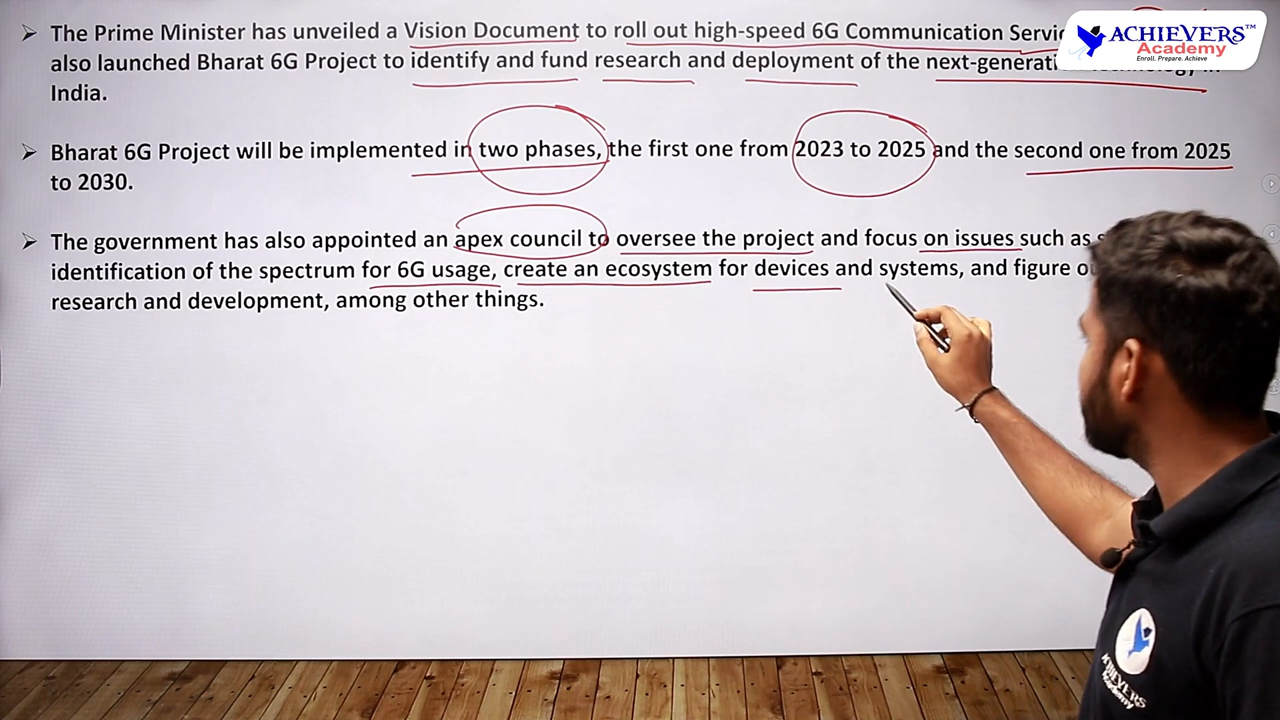 ➢ The Prime Minister has unveiled a Vision Document to roll out high-speed 6G Communication
also launched Bharat 6G Project to identify and fund research and deployment of the
India.
➢ Bharat 6G Project will be implemented in two phases, the first one from 2023 to 2025 and the second one from 2025
to 2030.
➢ The government has also appointed an apex council to oversee the project and focus on issues such as
identification of the spectrum for 6G usage, create an ecosystem for devices and systems, and figure
research and development, among other things.
ACHIEVERS™
Academy
Enroll. Prepare. Achieve
ACHIEVERS
Academy